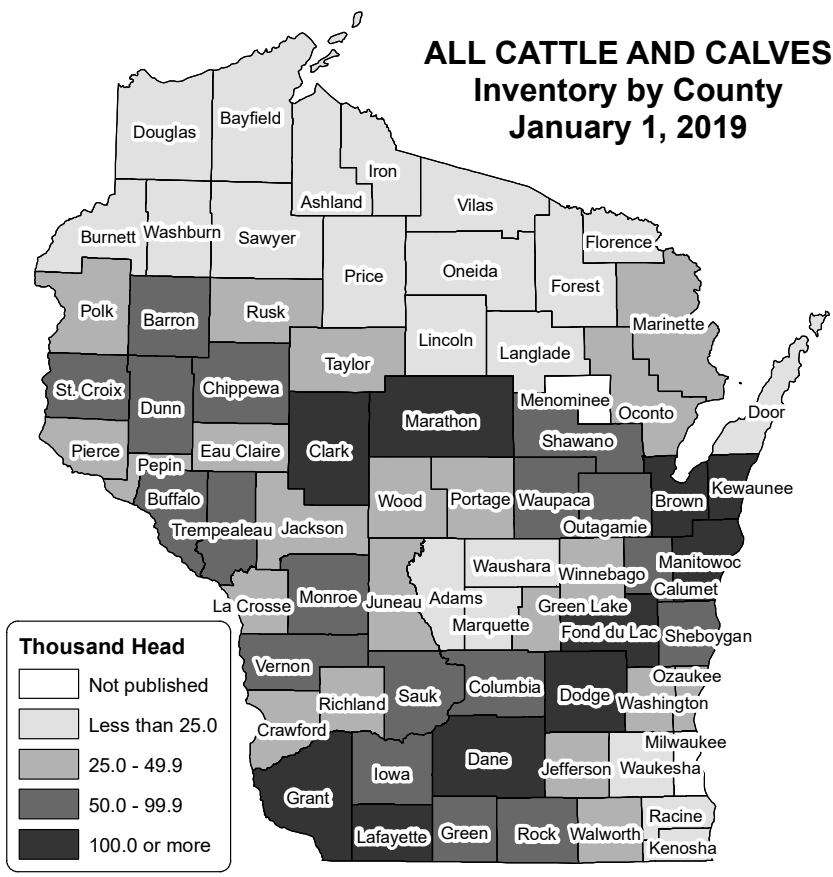 ALL CATTLE AND CALVES
Inventory by County
January 1, 2019
Douglas
Bayfield
Iron
Ashland
Vilas
Burnett
Washburn
Sawyer
Florence
Price
Oneida
Forest
Polk
Barron
Rusk
Marinette
Lincoln
Langlade
Taylor
St. Croix
Chippewa
Dunn
Menominee
Oconto
Door
Marathon
Shawano
Pierce
Eau Claire
Clark
Pepin
Buffalo
Wood
Portage
Waupaca
Brown
Kewaunee
Trempealeau
Jackson
Outagamie
Waushara
Winnebago
Manitowoc
Calumet
La Crosse
Monroe
Juneau
Adams
Green Lake
Marquette
Fond du Lac
Sheboygan
Vernon
Richland
Sauk
Columbia
Dodge
Ozaukee
Washington
Crawford
Milwaukee
Iowa
Dane
Jefferson
Waukesha
Grant
Lafayette
Green
Rock
Walworth
Racine
Kenosha
Thousand Head
Not published
Less than 25.0
25.0 - 49.9
50.0 - 99.9
100.0 or more